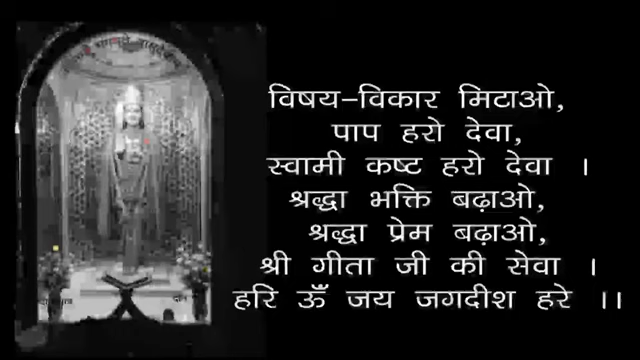 विषय–विकार मिटाओ,
पाप हरो देवा,
स्वामी कष्ट हरो देवा ।
श्रद्धा भक्ति बढ़ाओ,
श्रद्धा प्रेम बढ़ाओ,
श्री गीता जी की सेवा ।
हरि ऊँ जय जगदीश हरे ।।